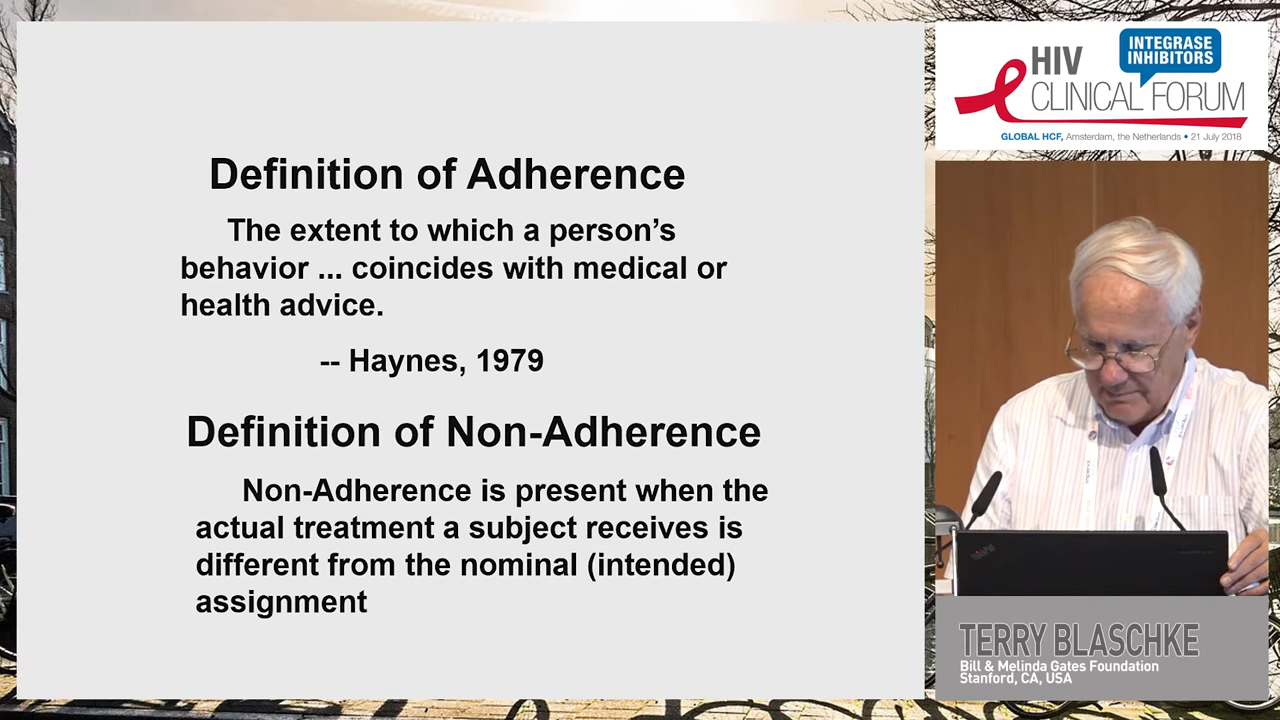 Definition of Adherence
The extent to which a person's
behavior ... coincides with medical or
health advice.
-- Haynes, 1979
Definition of Non-Adherence
Non-Adherence is present when the
actual treatment a subject receives is
different from the nominal (intended)
assignment
INTEGRASE
INHIBITORS
HIV
CLINICAL FORUM
GLOBAL HCF, Amsterdam, the Netherlands • 21 July 2018
ThinkPad
TERRY BLASCHKE
Bill & Melinda Gates Foundation
Stanford, CA, USA